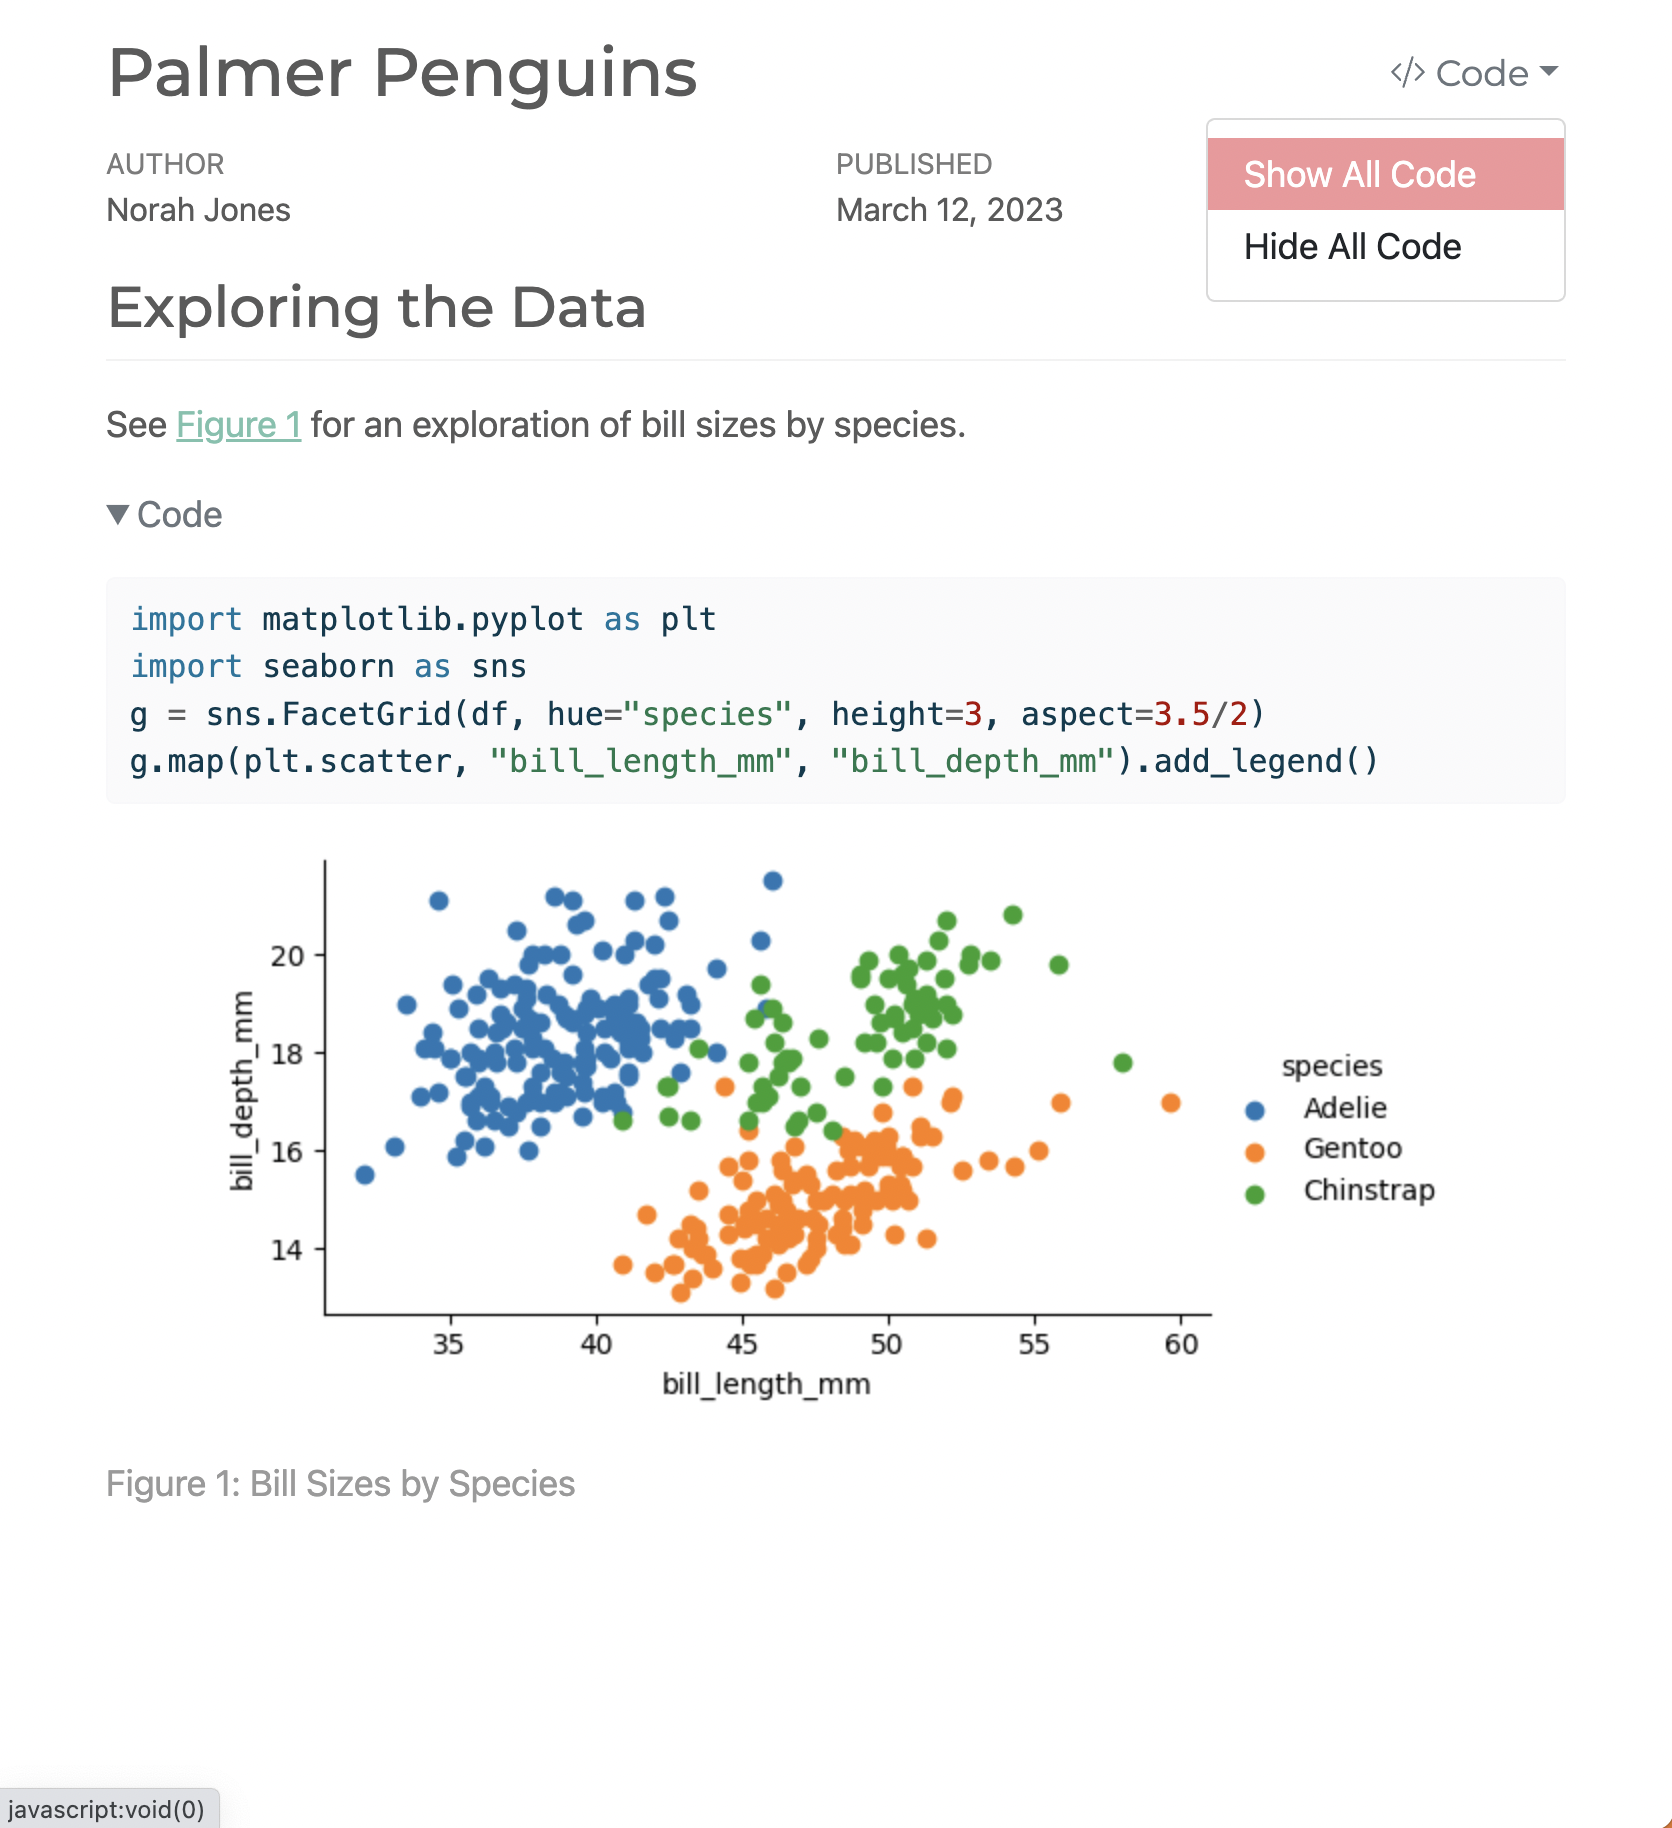 Palmer Penguins
</> Code
AUTHOR
Norah Jones
PUBLISHED
March 12, 2023
Show All Code
Hide All Code
Exploring the Data
See Figure 1 for an exploration of bill sizes by species.
Code
import matplotlib.pyplot as plt
import seaborn as sns
g = sns.FacetGrid(df, hue="species", height=3, aspect=3.5/2)
g.map(plt.scatter, "bill_length_mm", "bill_depth_mm").add_legend()
20
18
16
14
bill_depth_mm
35 40 45 50 55 60
bill_length_mm
species
Adelie
Gentoo
Chinstrap
Figure 1: Bill Sizes by Species
javascript:void(0)